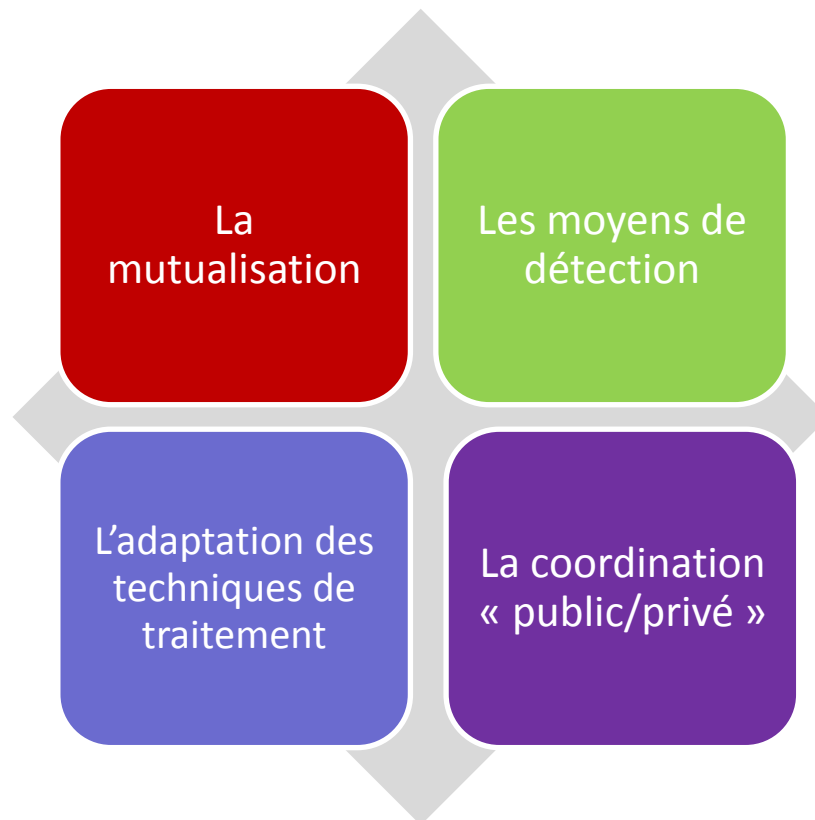 La
mutualisation
Les moyens de
détection
L’adaptation des
techniques de
traitement
La coordination
« public/privé »